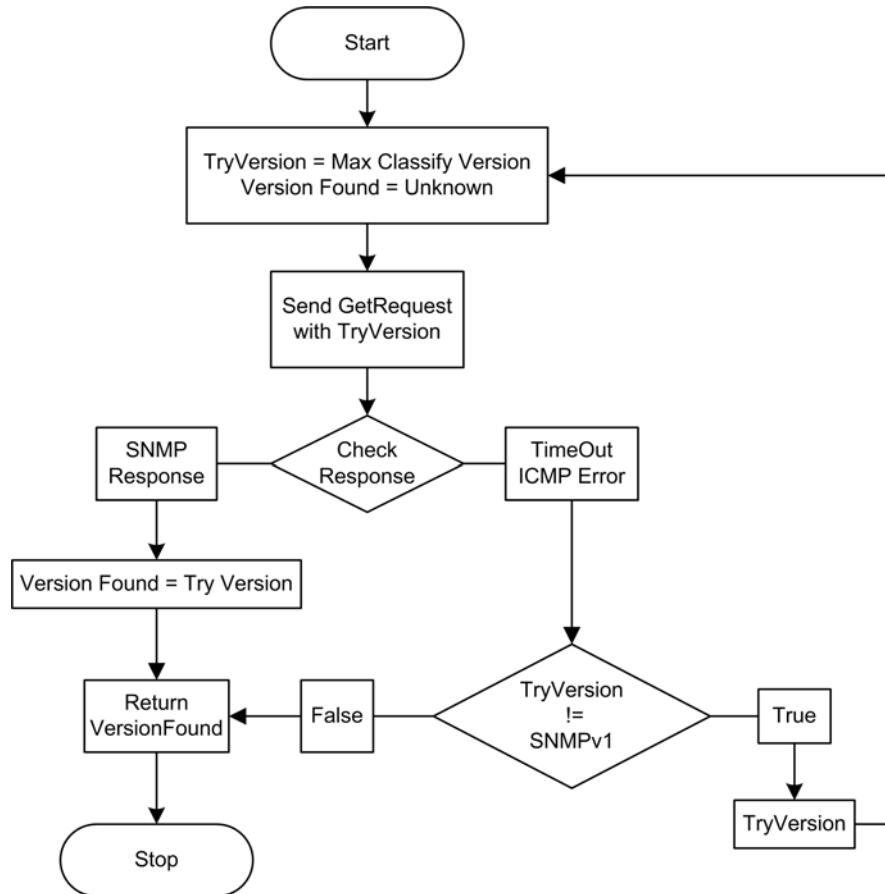 Start
TryVersion = Max Classify Version
Version Found = Unknown
Send GetRequest
with TryVersion
SNMP
Response
Check
Response
TimeOut
ICMP Error
Version Found = Try Version
Return
VersionFound
False
TryVersion
!=
SNMPv1
True
TryVersion
Stop